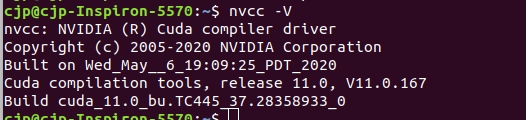 cjp@cjp-Inspiron-5570:~$ nvcc -V
nvcc: NVIDIA (R) Cuda compiler driver
Copyright (c) 2005-2020 NVIDIA Corporation
Built on Wed_May__6_19:09:25_PDT_2020
Cuda compilation tools, release 11.0, V11.0.167
Build cuda_11.0_bu.TC445_37.28358933_0
cjp@cjp-Inspiron-5570:~$